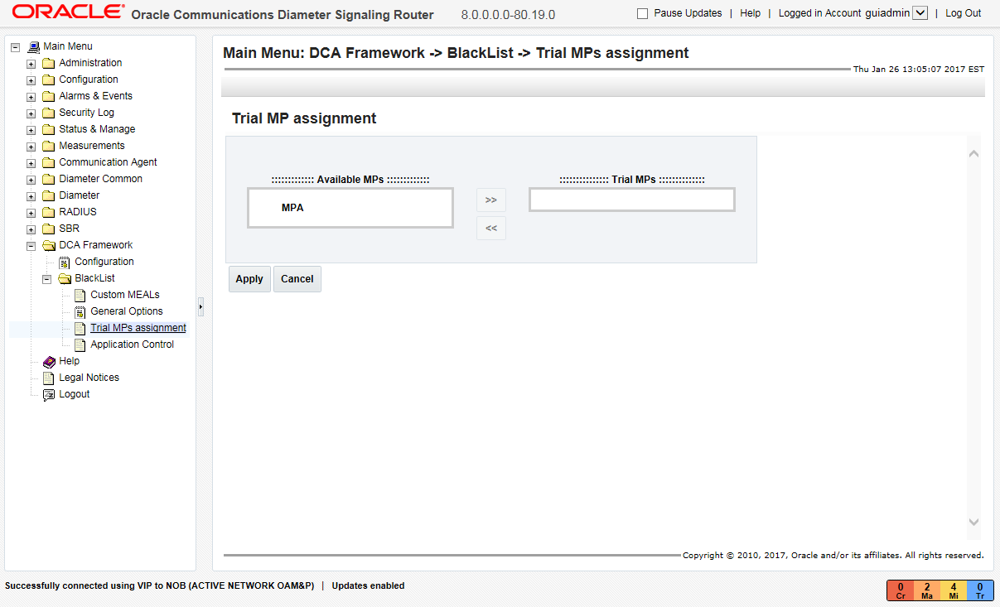 ORACLE® Oracle Communications Diameter Signaling Router 8.0.0.0.0-80.19.0 Pause Updates | Help | Logged in Account guiadmin | Log Out
Main Menu
Administration
Configuration
Alarms & Events
Security Log
Status & Manage
Measurements
Communication Agent
Diameter Common
Diameter
RADIUS
SBR
DCA Framework
Configuration
BlackList
Custom MEALs
General Options
Trial MPs assignment
Application Control
Help
Legal Notices
Logout
Main Menu: DCA Framework -> BlackList -> Trial MPs assignment
Thu Jan 26 13:05:07 2017 EST
Trial MP assignment
::::::::::::: Available MPs ::::::::::::: ::::::::::::::: Trial MPs ::::::::::::::
MPA
>>
<<
Apply Cancel
Copyright © 2010, 2017, Oracle and/or its affiliates. All rights reserved.
Successfully connected using VIP to NOB (ACTIVE NETWORK OAM&P) | Updates enabled
0 2 4 0
Cr Ma Mi Tr